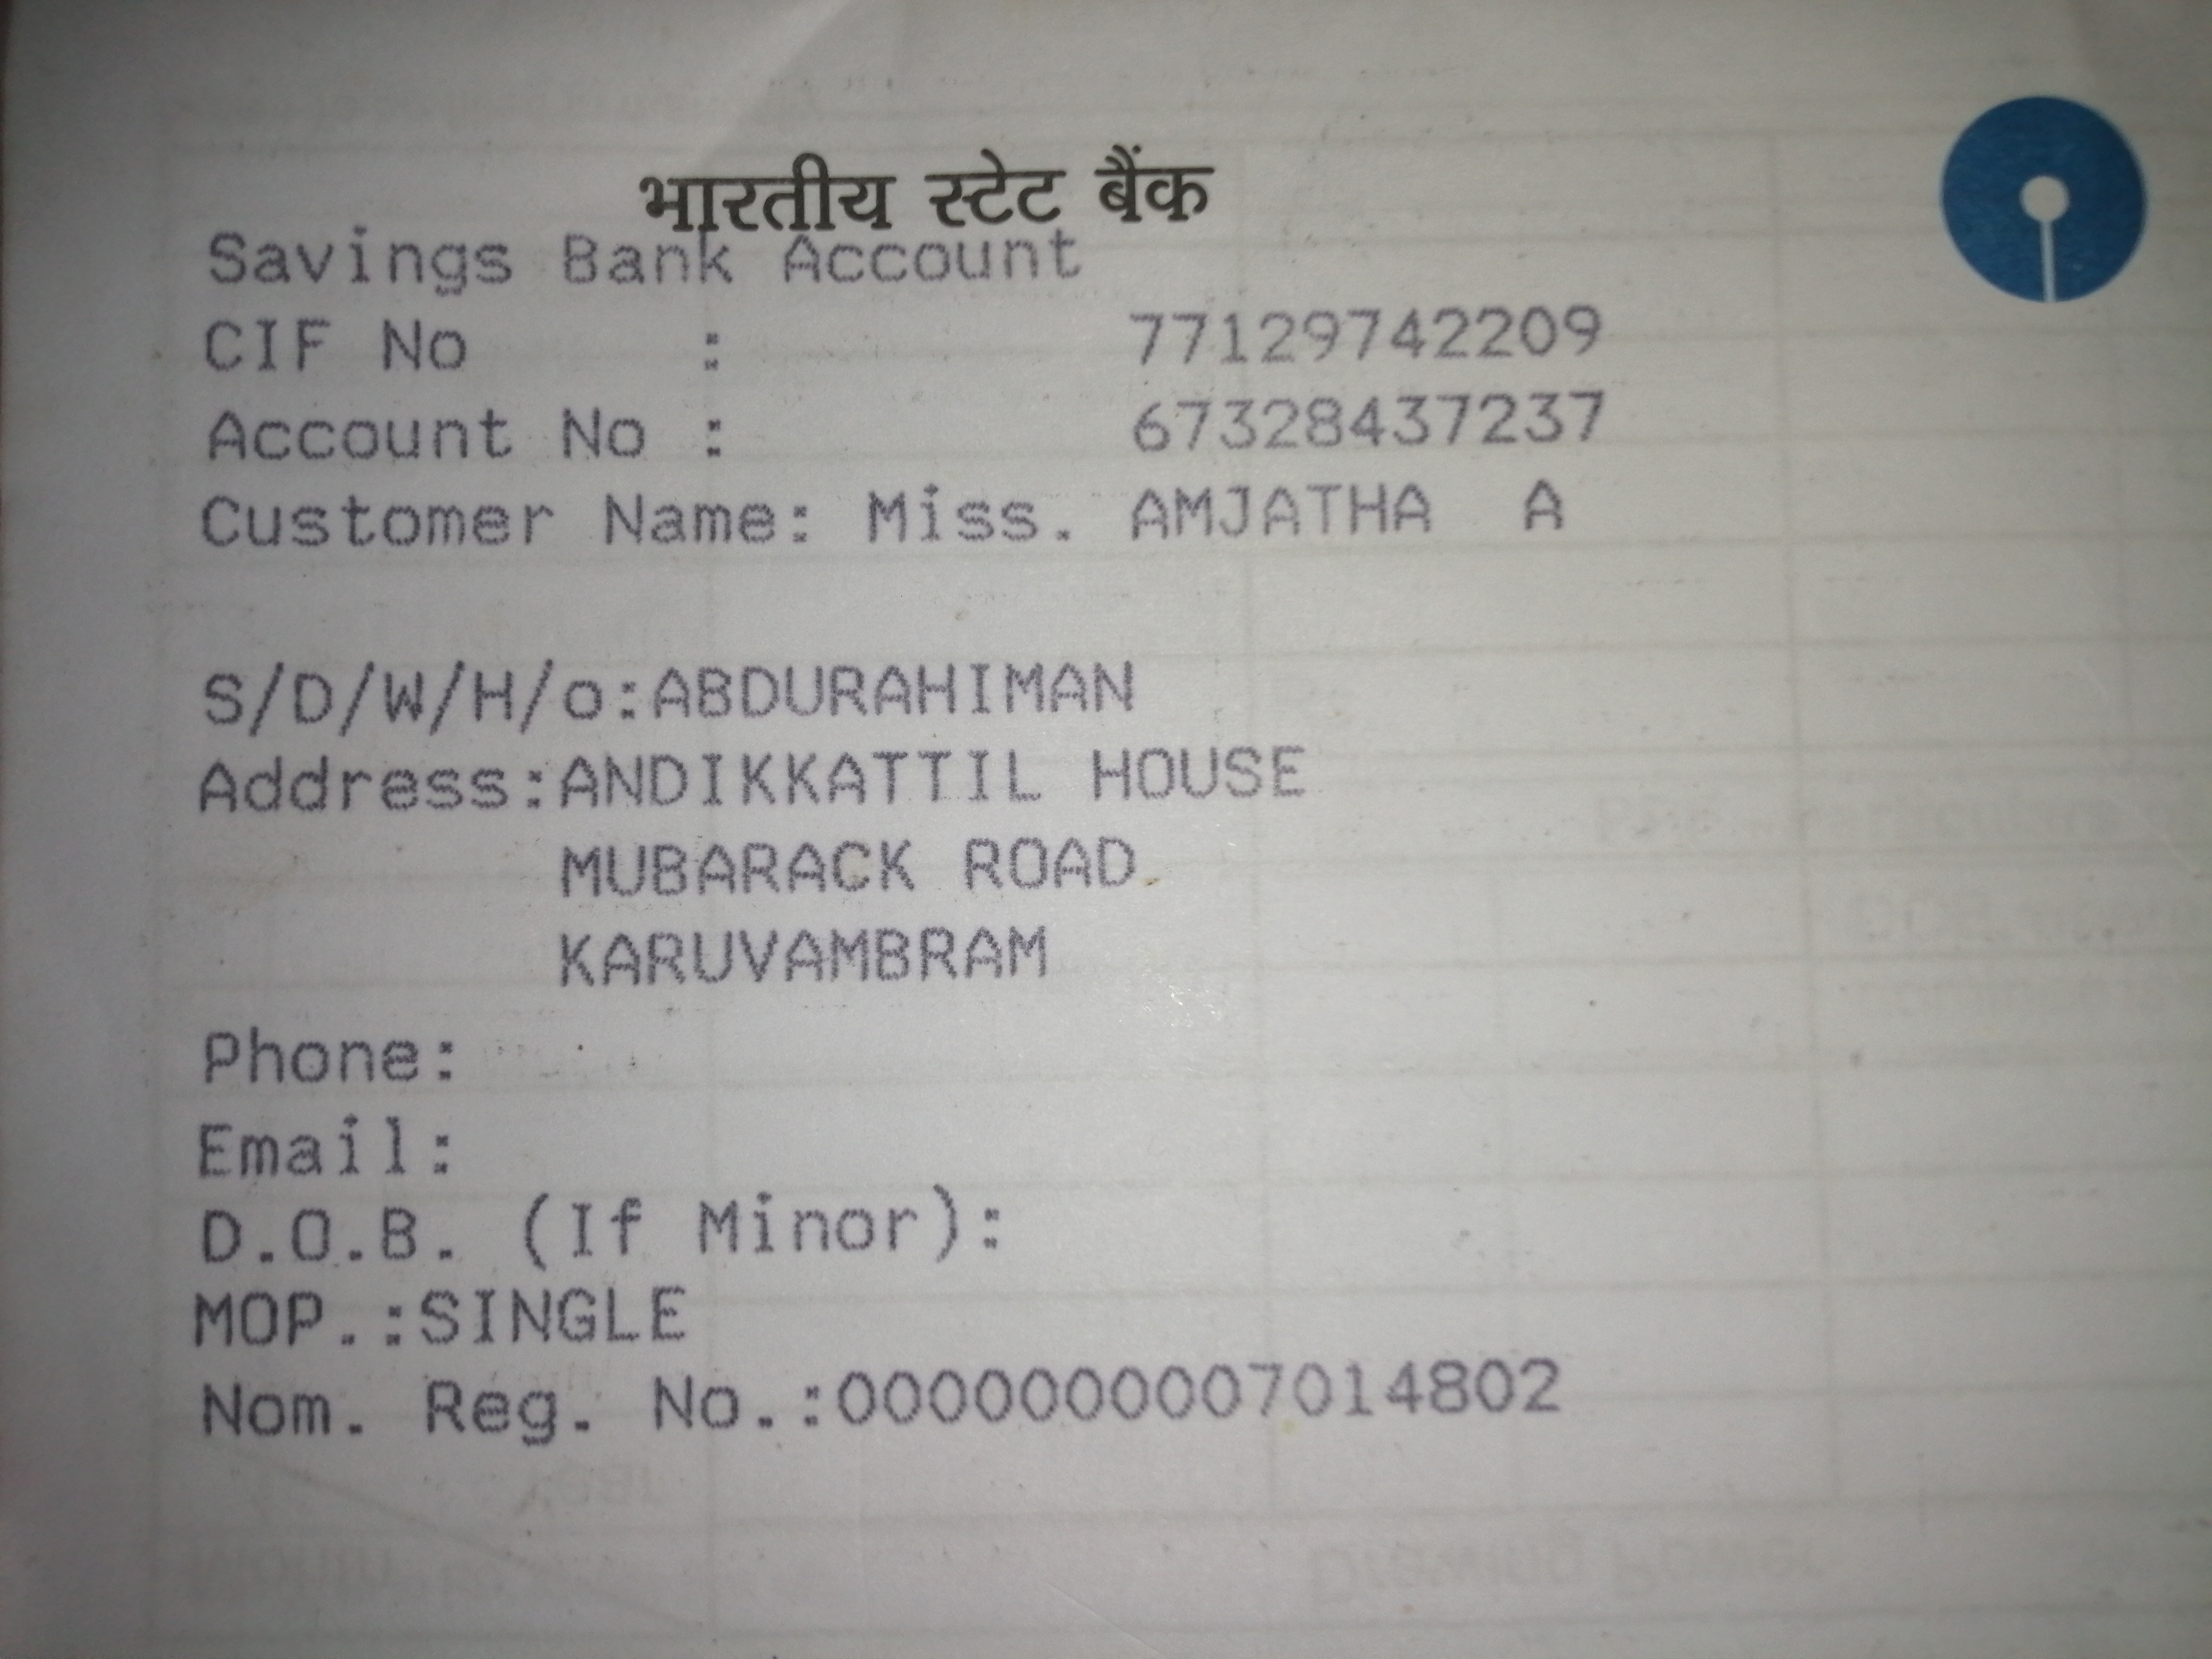 भारतीय स्टेट बैंक
Savings Bank Account
CIF No : 77129742209
Account No : 67328437237
Customer Name: Miss. AMJATHA A
S/D/W/H/o:ABDURAHIMAN
Address:ANDIKKATTIL HOUSE
MUBARACK ROAD
KARUVAMBRAM
Phone:
Email:
D.O.B. (If Minor):
MOP.:SINGLE
Nom. Reg. No.:0000000007014802